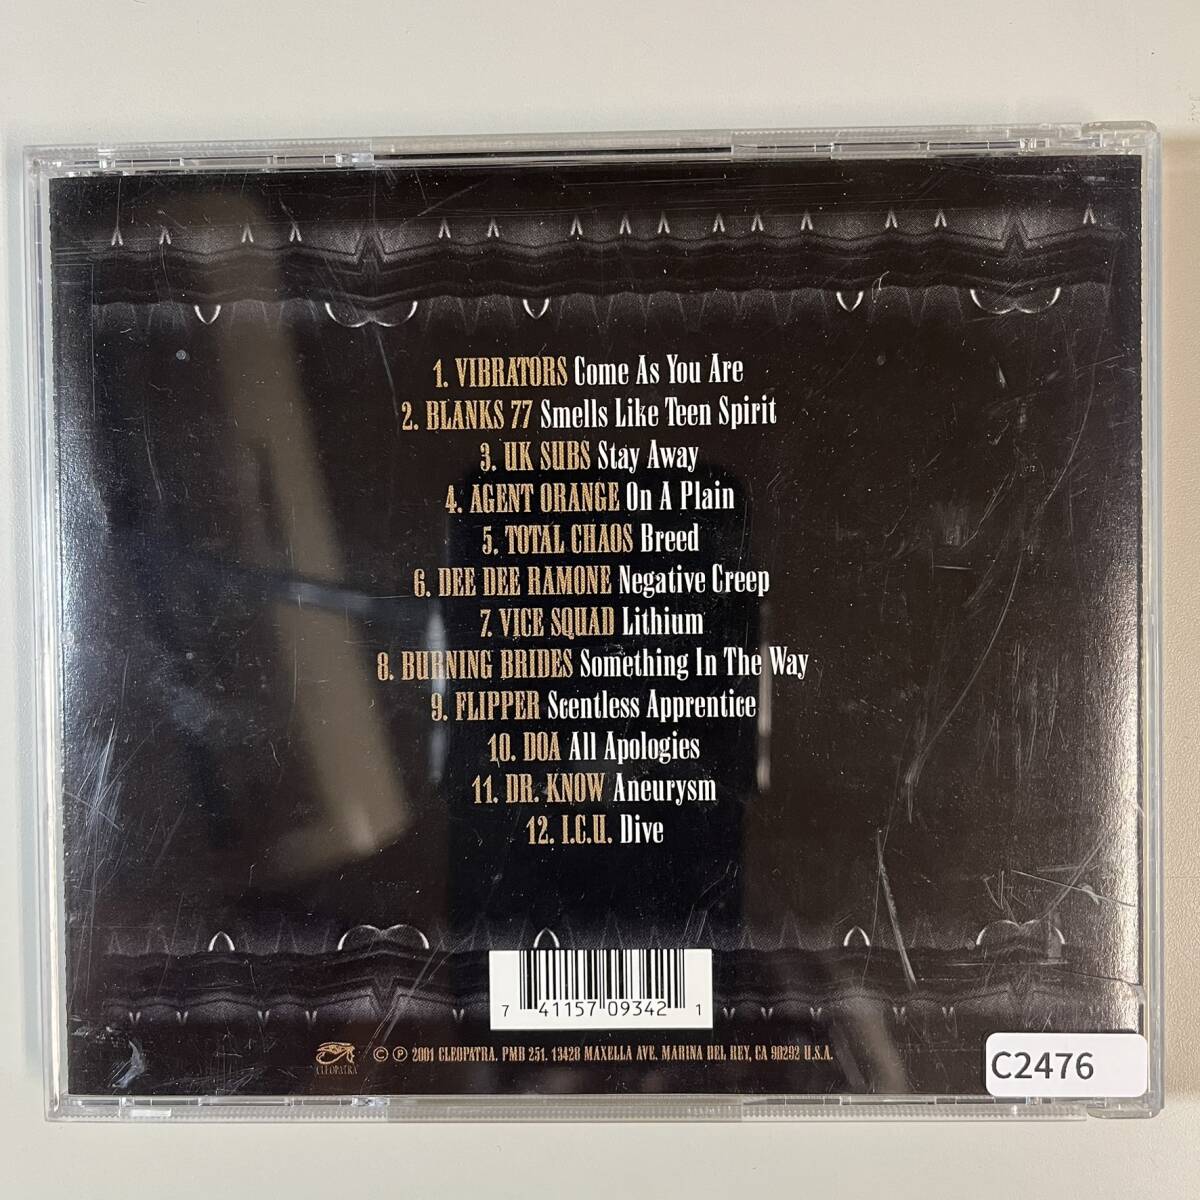 1. VIBRATORS Come As You Are
2. BLANKS 77 Smells Like Teen Spirit
3. UK SUBS Stay Away
4. AGENT ORANGE On A Plain
5. TOTAL CHAOS Breed
6. DEE DEE RAMONE Negative Creep
7. VICE SQUAD Lithium
8. BURNING BRIDES Something In The Way
9. FLIPPER Scentless Apprentice
10. DOA All Apologies
11. DR. KNOW Aneurysm
12. I.C.U. Dive
7 41157 09342 1
CLEOPATRA
© ℗ 2001 CLEOPATRA. PMB 251. 13428 MAXELLA AVE. MARINA DEL REY, CA 90292 U.S.A.
C2476